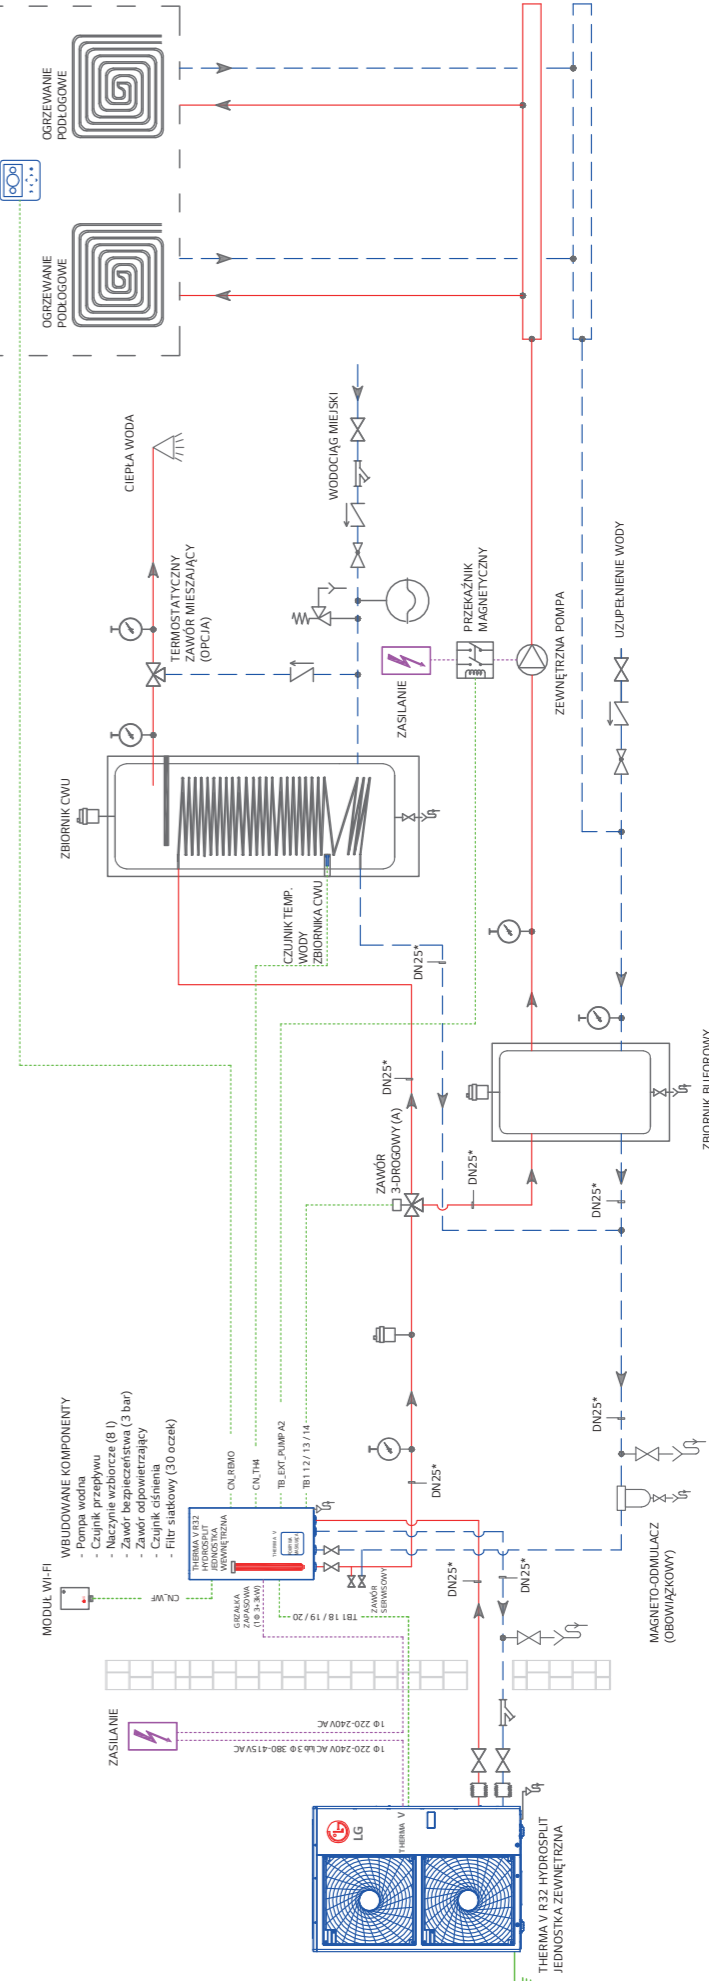 MODUŁ WI-FI
WBUDOWANE KOMPONENTY
- Pompa wodna
- Czujnik przepływu
- Naczynie wzbiorcze (8 l)
- Zawór bezpieczeństwa (3 bar)
- Zawór odpowietrzający
- Czujnik ciśnienia
- Filtr siatkowy (30 oczek)
ZASILANIE
CN_WF
1Φ 220-240V AC
1Φ 220-240V AC lub 3Φ 380-415V AC
GRZAŁKA
ZAPASOWA
(1Φ 3+3kW)
TB1 18 / 19 / 20
THERMA V R32
HYDROSPLIT
JEDNOSTKA
WEWNĘTRZNA
THERMA V
CN_REMO
CN_TH4
TB_EXT_PUMP A2
TB1 12 / 13 / 14
LG
THERMA V
THERMA V R32 HYDROSPLIT
JEDNOSTKA ZEWNĘTRZNA
ZAWÓR
SERWISOWY
DN25*
DN25*
DN25*
MAGNETO-ODMULACZ
(OBOWIĄZKOWY)
DN25*
ZAWÓR
3-DROGOWY (A)
DN25*
DN25*
DN25*
DN25*
ZBIORNIK BUFOROWY
ZBIORNIK CWU
CZUJNIK TEMP.
WODY
ZBIORNIKA CWU
TERMOSTATYCZNY
ZAWÓR MIESZAJĄCY
(OPCJA)
CIEPŁA WODA
WODOCIĄG MIEJSKI
ZASILANIE
PRZEKAŹNIK
MAGNETYCZNY
ZEWNĘTRZNA POMPA
UZUPEŁNIENIE WODY
OGRZEWANIE
PODŁOGOWE
OGRZEWANIE
PODŁOGOWE